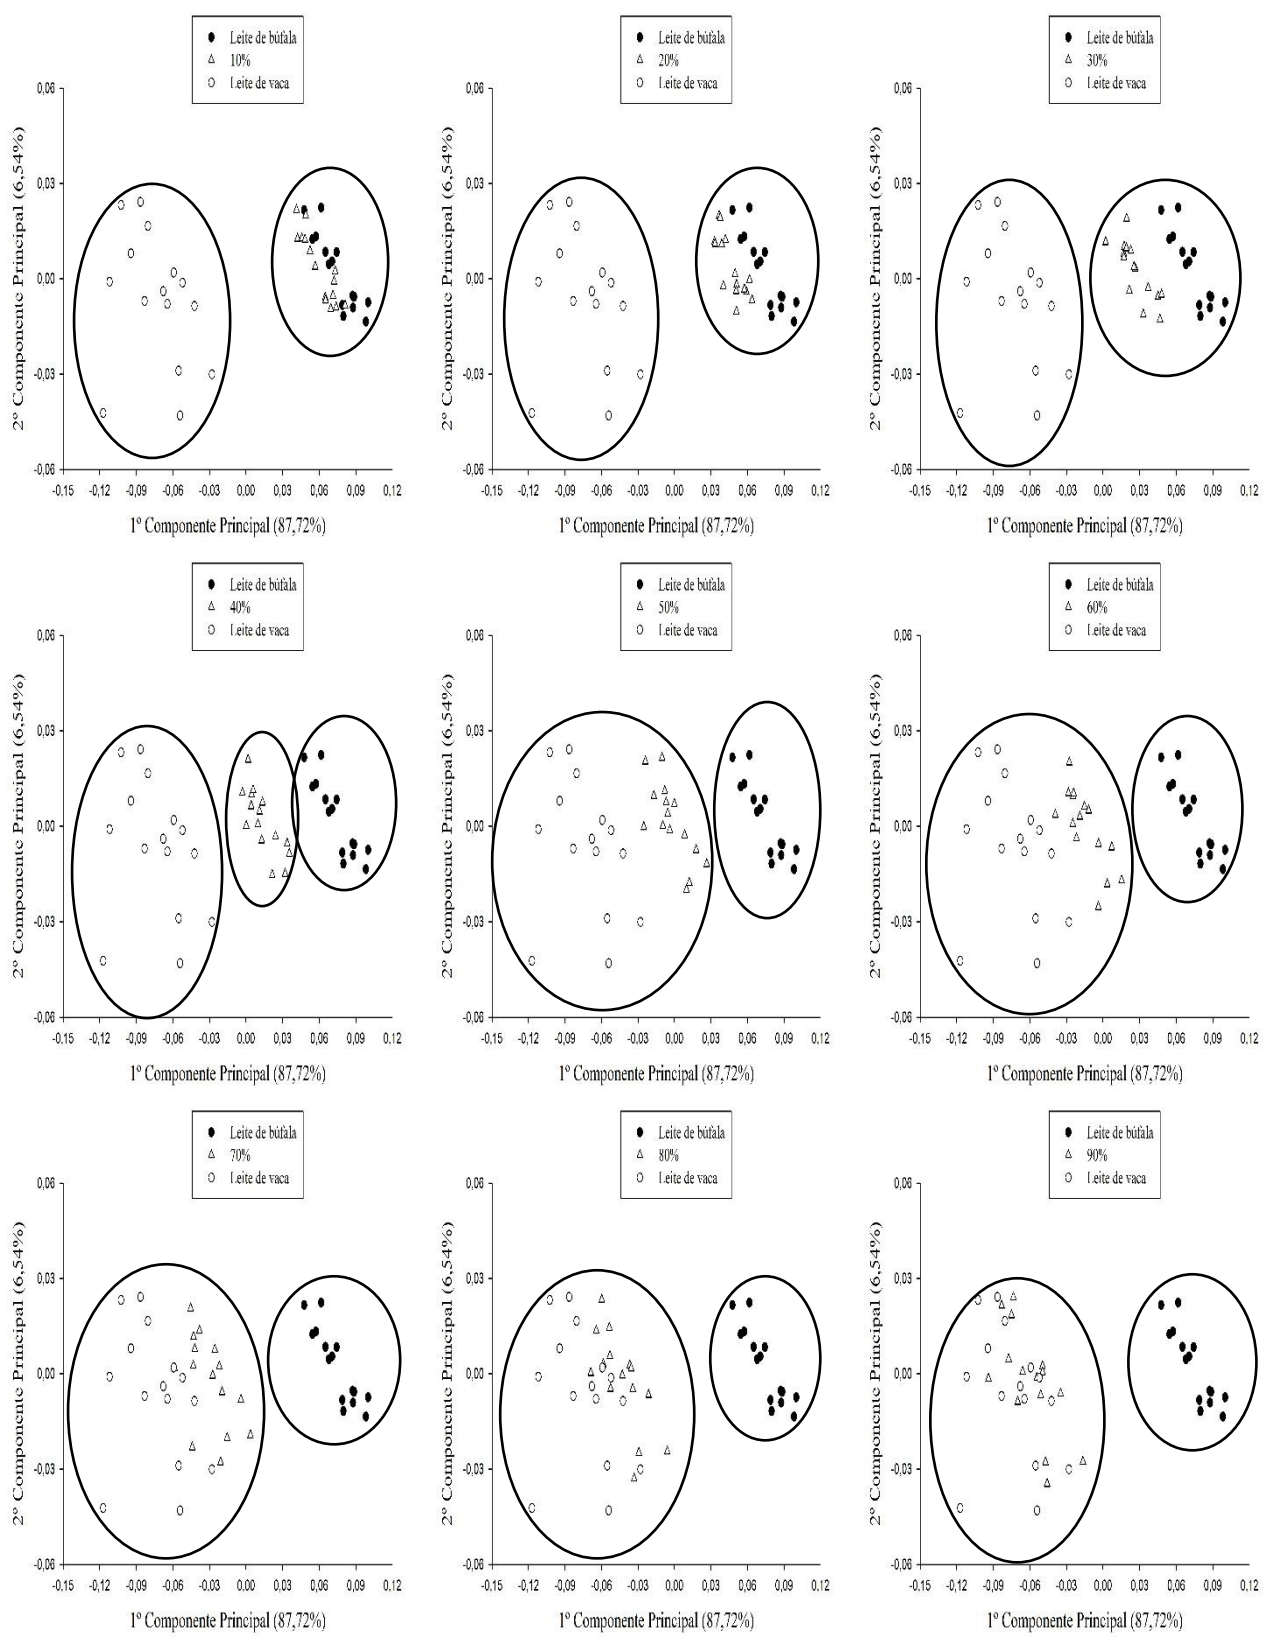 Leite de búfala
10%
Leite de vaca
2º Componente Principal (6,54%)
0,06
0,03
0,00
-0,03
-0,06
-0.15 -0,12 -0,09 -0,06 -0,03 0,00 0,03 0,06 0,09 0,12
1º Componente Principal (87,72%)
Leite de búfala
20%
Leite de vaca
2º Componente Principal (6,54%)
0,06
0,03
0,00
-0,03
-0,06
-0.15 -0,12 -0,09 -0,06 -0,03 0,00 0,03 0,06 0,09 0,12
1º Componente Principal (87,72%)
Leite de búfala
30%
Leite de vaca
2º Componente Principal (6,54%)
0,06
0,03
0,00
-0,03
-0,06
-0.15 -0,12 -0,09 -0,06 -0,03 0,00 0,03 0,06 0,09 0,12
1º Componente Principal (87,72%)
Leite de búfala
40%
Leite de vaca
2º Componente Principal (6,54%)
0,06
0,03
0,00
-0,03
-0,06
-0.15 -0,12 -0,09 -0,06 -0,03 0,00 0,03 0,06 0,09 0,12
1º Componente Principal (87,72%)
Leite de búfala
50%
Leite de vaca
2º Componente Principal (6,54%)
0,06
0,03
0,00
-0,03
-0,06
-0.15 -0,12 -0,09 -0,06 -0,03 0,00 0,03 0,06 0,09 0,12
1º Componente Principal (87,72%)
Leite de búfala
60%
Leite de vaca
2º Componente Principal (6,54%)
0,06
0,03
0,00
-0,03
-0,06
-0.15 -0,12 -0,09 -0,06 -0,03 0,00 0,03 0,06 0,09 0,12
1º Componente Principal (87,72%)
Leite de búfala
70%
Leite de vaca
2º Componente Principal (6,54%)
0,06
0,03
0,00
-0,03
-0,06
-0.15 -0,12 -0,09 -0,06 -0,03 0,00 0,03 0,06 0,09 0,12
1º Componente Principal (87,72%)
Leite de búfala
80%
Leite de vaca
2º Componente Principal (6,54%)
0,06
0,03
0,00
-0,03
-0,06
-0.15 -0,12 -0,09 -0,06 -0,03 0,00 0,03 0,06 0,09 0,12
1º Componente Principal (87,72%)
Leite de búfala
90%
Leite de vaca
2º Componente Principal (6,54%)
0,06
0,03
0,00
-0,03
-0,06
-0.15 -0,12 -0,09 -0,06 -0,03 0,00 0,03 0,06 0,09 0,12
1º Componente Principal (87,72%)